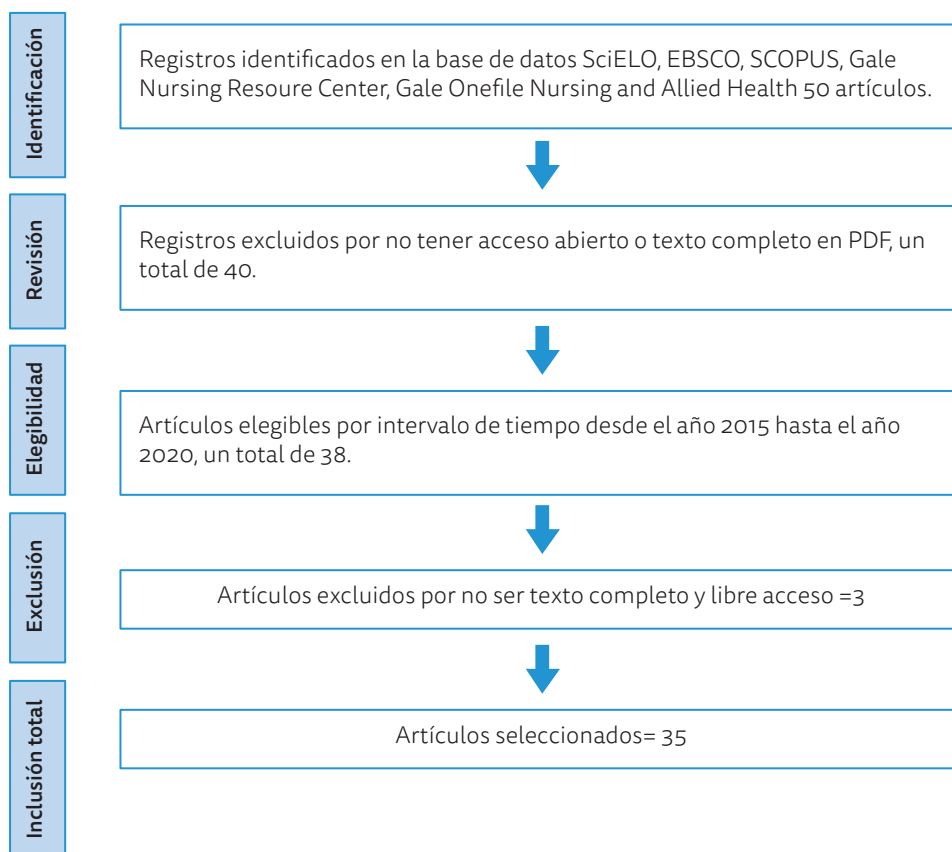 Identificación
Registros identificados en la base de datos SciELO, EBSCO, SCOPUS, Gale
Nursing Resoure Center, Gale Onefile Nursing and Allied Health 50 artículos.
Revisión
Registros excluidos por no tener acceso abierto o texto completo en PDF, un
total de 40.
Elegibilidad
Artículos elegibles por intervalo de tiempo desde el año 2015 hasta el año
2020, un total de 38.
Exclusión
Artículos excluidos por no ser texto completo y libre acceso =3
Inclusión total
Artículos seleccionados= 35